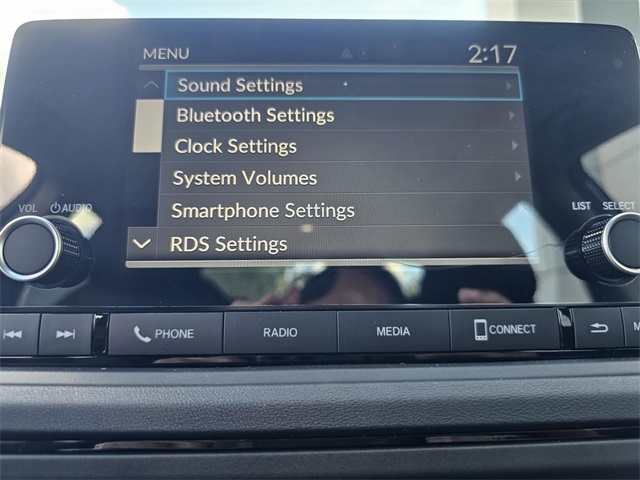 MENU 2:17
Sound Settings
Bluetooth Settings
Clock Settings
System Volumes
Smartphone Settings
RDS Settings
VOL AUDIO
LIST SELECT
PHONE RADIO MEDIA CONNECT